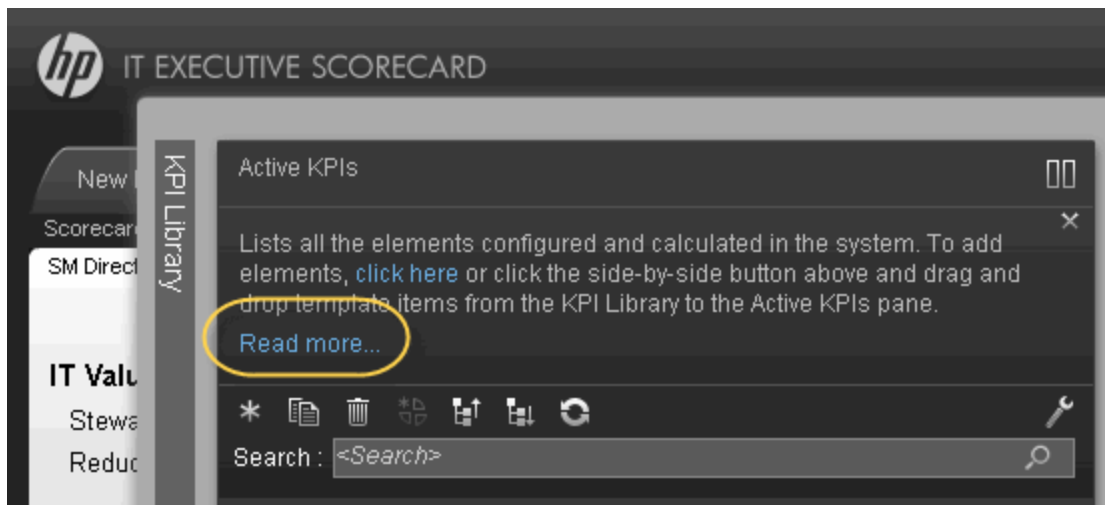 hp IT EXECUTIVE SCORECARD
KPI Library
Active KPIs
New
Scorecar
Lists all the elements configured and calculated in the system. To add
SM Direct
elements, click here or click the side-by-side button above and drag and
drop template items from the KPI Library to the Active KPIs pane.
Read more...
IT Valu
Stewa
Search : <Search>
Reduc